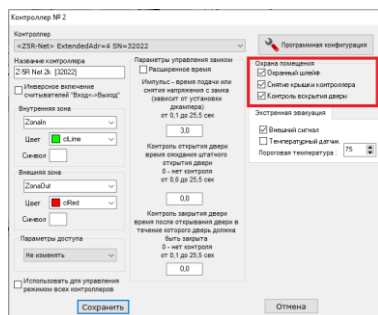 Контроллер № 2
Контроллер
<Z5R-Net> ExtendedAdr=4 SN=32022
Программная конфигурация
Название контроллера
Z-5R Net 2k [32022]
Инверсное включение
считывателей "Вход<->Выход"
Внутренняя зона
ZonaIn
Цвет clLime
Символ
Внешняя зона
ZonaOut
Цвет clRed
Символ
Параметры доступа
Не изменять
Использовать для управления
режимом всех контроллеров
Параметры управления замком
Расширенное время
Импульс - время подачи или
снятия напряжения с замка
(зависит от установки
джампера)
от 0,1 до 25,5 сек
3,0
Контроль открытия двери
время ожидания штатного
открытия двери
0 - нет контроля
от 0,0 до 25,5 сек
0,0
Контроль закрытия двери
время после открывания двери в
течение которого дверь должна
быть закрыта
0 - нет контроля
от 0,1 до 25,5 сек
0,0
Охрана помещения
Охранный шлейф
Снятие крышки контроллера
Контроль вскрытия двери
Экстренная эвакуация
Внешний сигнал
Температурный датчик
Пороговая температура : 75
Сохранить
Отмена